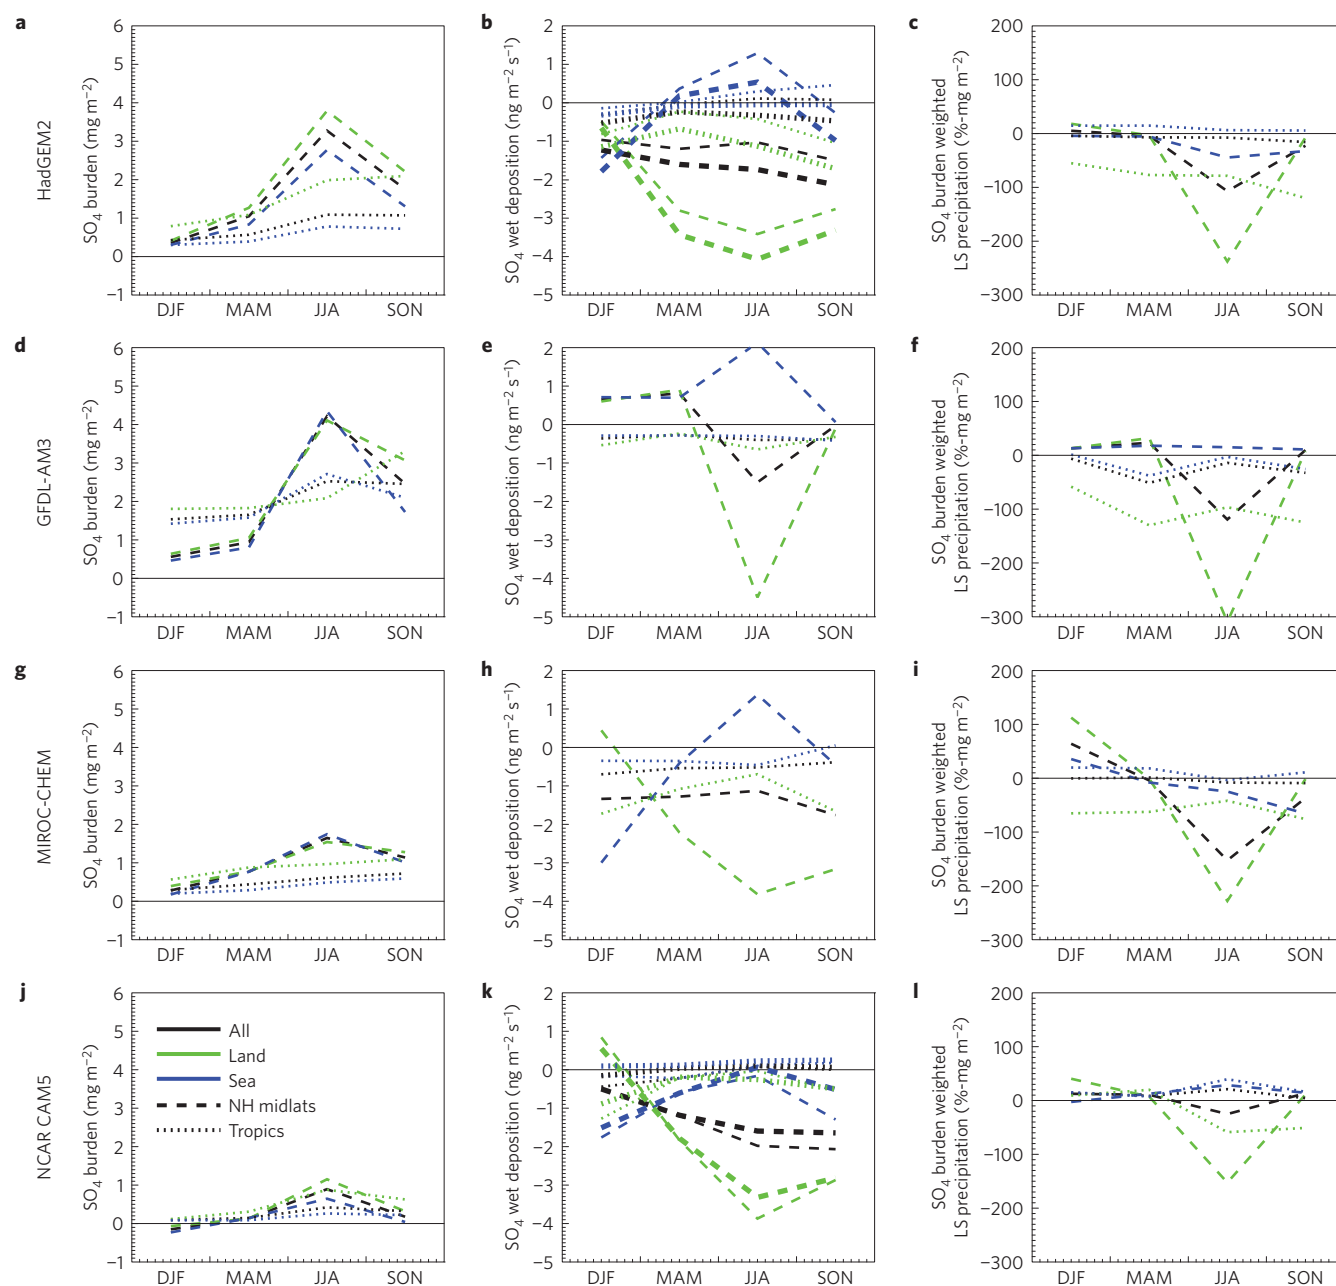 a
HadGEM2
SO4 burden (mg m−2)
6
5
4
3
2
1
0
−1
DJF MAM JJA SON
b
SO4 wet deposition (ng m−2 s−1)
2
1
0
−1
−2
−3
−4
−5
DJF MAM JJA SON
c
SO4 burden weighted
LS precipitation (%-mg m−2)
200
100
0
−100
−200
−300
DJF MAM JJA SON
d
GFDL-AM3
SO4 burden (mg m−2)
6
5
4
3
2
1
0
−1
DJF MAM JJA SON
e
SO4 wet deposition (ng m−2 s−1)
2
1
0
−1
−2
−3
−4
−5
DJF MAM JJA SON
f
SO4 burden weighted
LS precipitation (%-mg m−2)
200
100
0
−100
−200
−300
DJF MAM JJA SON
g
MIROC-CHEM
SO4 burden (mg m−2)
6
5
4
3
2
1
0
−1
DJF MAM JJA SON
h
SO4 wet deposition (ng m−2 s−1)
2
1
0
−1
−2
−3
−4
−5
DJF MAM JJA SON
i
SO4 burden weighted
LS precipitation (%-mg m−2)
200
100
0
−100
−200
−300
DJF MAM JJA SON
j
NCAR CAM5
SO4 burden (mg m−2)
6
5
4
3
2
1
0
−1
All
Land
Sea
NH midlats
Tropics
DJF MAM JJA SON
k
SO4 wet deposition (ng m−2 s−1)
2
1
0
−1
−2
−3
−4
−5
DJF MAM JJA SON
l
SO4 burden weighted
LS precipitation (%-mg m−2)
200
100
0
−100
−200
−300
DJF MAM JJA SON